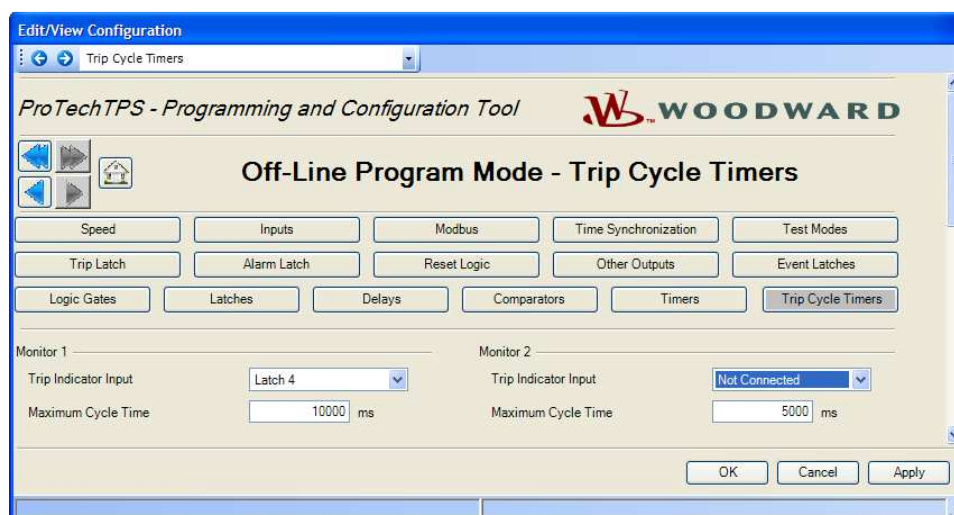 Edit/View Configuration
Trip Cycle Timers
ProTechTPS - Programming and Configuration Tool
WOODWARD
Off-Line Program Mode - Trip Cycle Timers
Speed Inputs Modbus Time Synchronization Test Modes
Trip Latch Alarm Latch Reset Logic Other Outputs Event Latches
Logic Gates Latches Delays Comparators Timers Trip Cycle Timers
Monitor 1 Monitor 2
Trip Indicator Input Latch 4 Trip Indicator Input Not Connected
Maximum Cycle Time 10000 ms Maximum Cycle Time 5000 ms
OK Cancel Apply